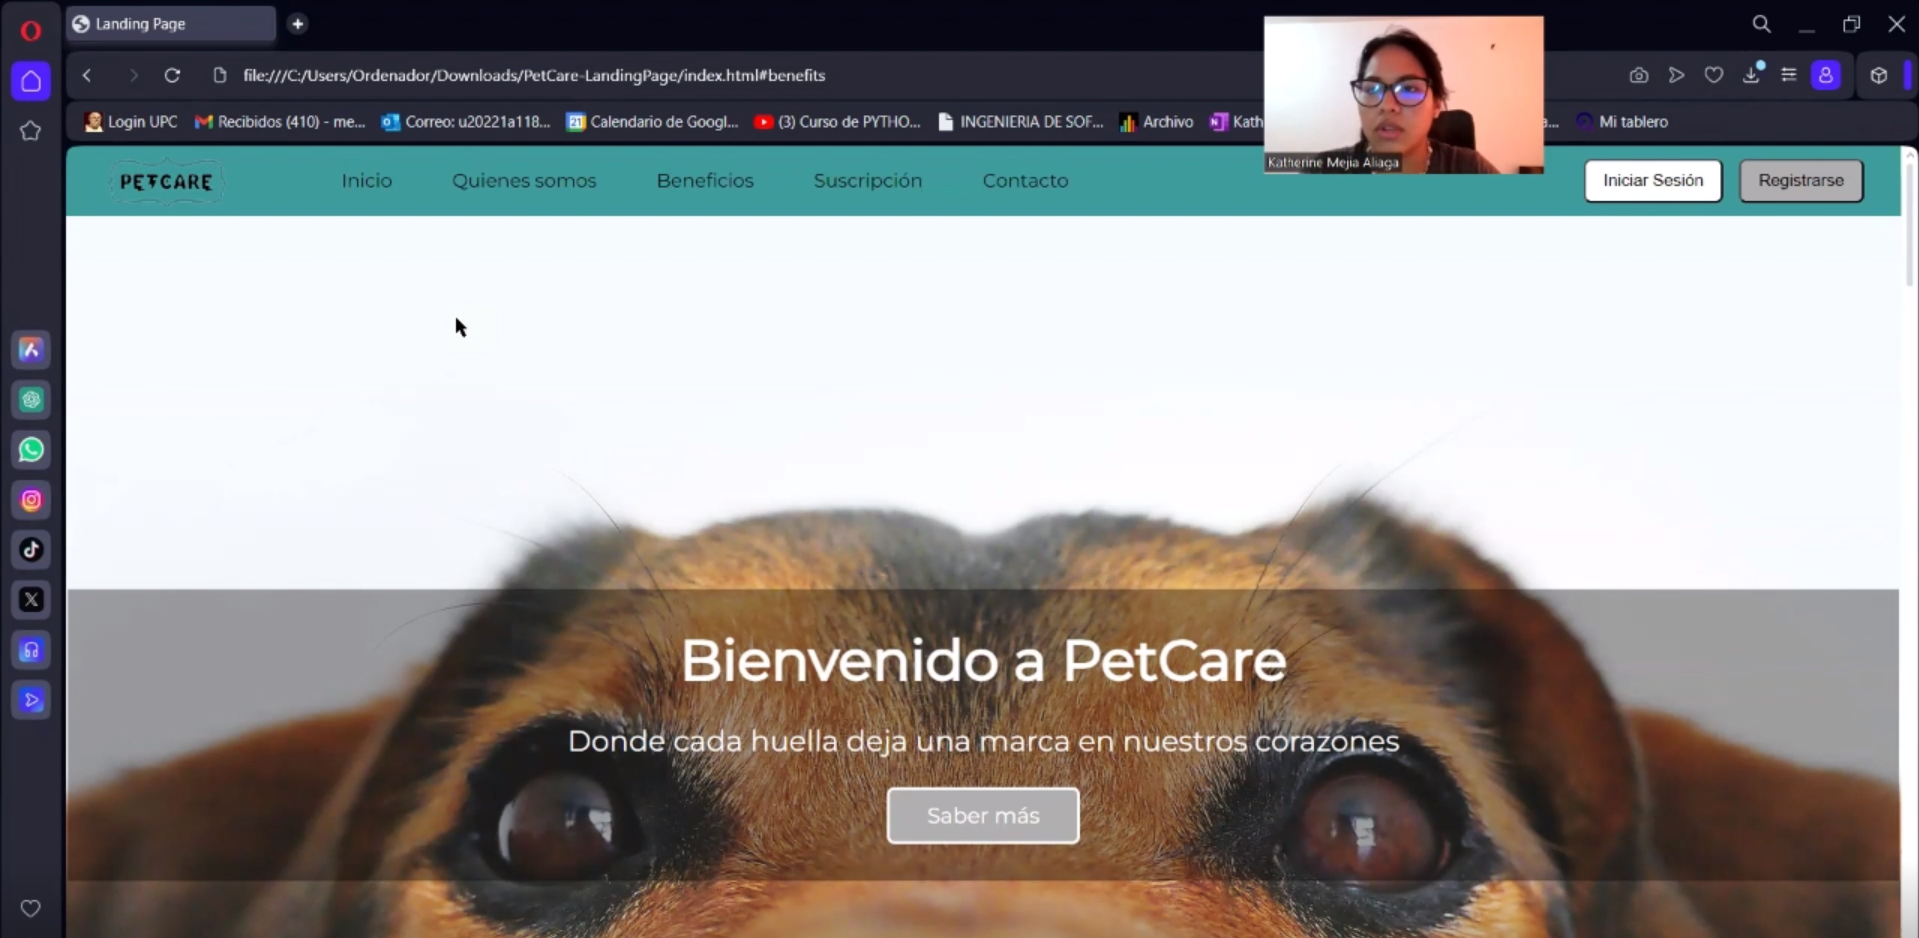 Landing Page
file:///C:/Users/Ordenador/Downloads/PetCare-LandingPage/index.html#benefits
Login UPC
Recibidos (410) - me...
Correo: u20221a118...
21
Calendario de Googl...
(3) Curso de PYTHO...
INGENIERIA DE SOF...
Archivo
N
Kath
a...
Mi tablero
Katherine Mejia Aliaga
PETCARE
Inicio
Quienes somos
Beneficios
Suscripción
Contacto
Iniciar Sesión
Registrarse
Bienvenido a PetCare
Donde cada huella deja una marca en nuestros corazones
Saber más